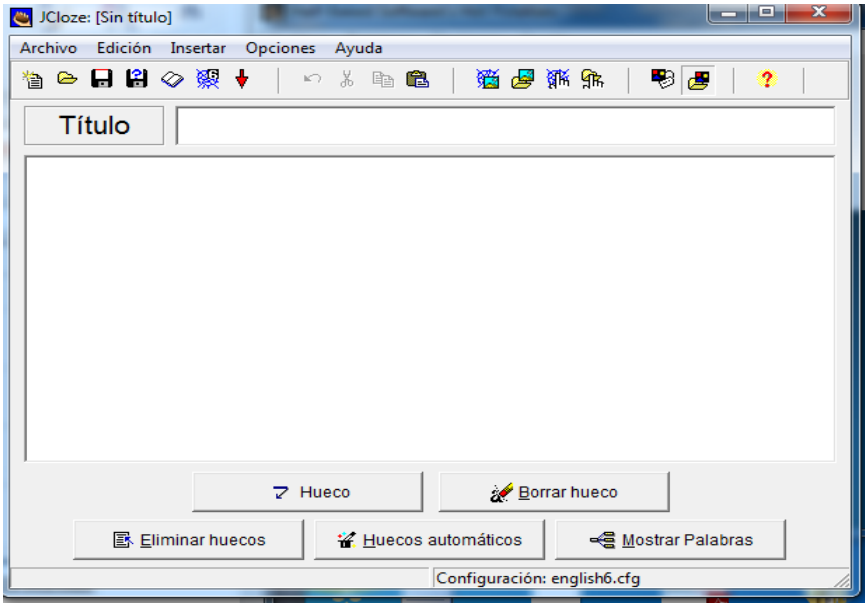 JCloze: [Sin título]
Archivo Edición Insertar Opciones Ayuda
Título
Hueco
Borrar hueco
Eliminar huecos
Huecos automáticos
Mostrar Palabras
Configuración: english6.cfg